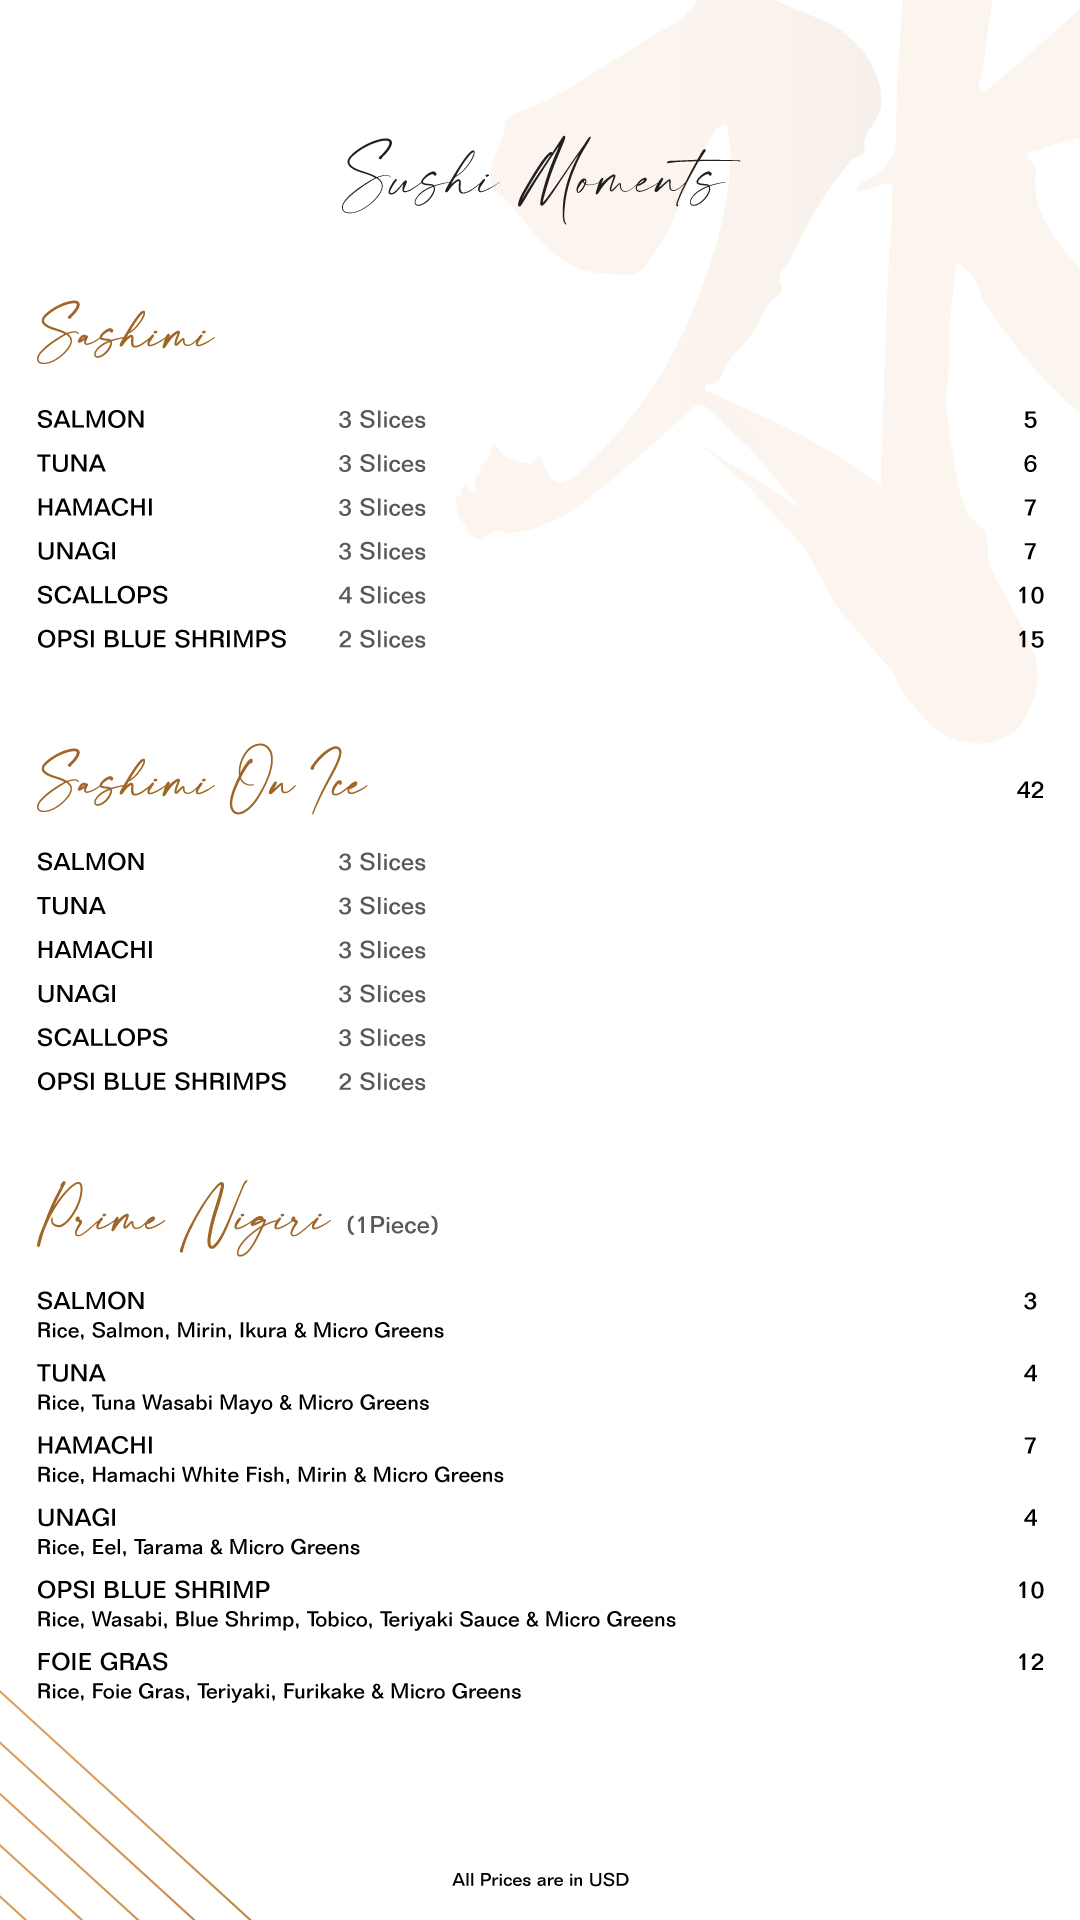 Sushi Moments
Sashimi
SALMON 3 Slices 5
TUNA 3 Slices 6
HAMACHI 3 Slices 7
UNAGI 3 Slices 7
SCALLOPS 4 Slices 10
OPSI BLUE SHRIMPS 2 Slices 15
Sashimi On Ice 42
SALMON 3 Slices
TUNA 3 Slices
HAMACHI 3 Slices
UNAGI 3 Slices
SCALLOPS 3 Slices
OPSI BLUE SHRIMPS 2 Slices
Prime Nigiri (1Piece)
SALMON 3
Rice, Salmon, Mirin, Ikura & Micro Greens
TUNA 4
Rice, Tuna Wasabi Mayo & Micro Greens
HAMACHI 7
Rice, Hamachi White Fish, Mirin & Micro Greens
UNAGI 4
Rice, Eel, Tarama & Micro Greens
OPSI BLUE SHRIMP 10
Rice, Wasabi, Blue Shrimp, Tobico, Teriyaki Sauce & Micro Greens
FOIE GRAS 12
Rice, Foie Gras, Teriyaki, Furikake & Micro Greens
All Prices are in USD